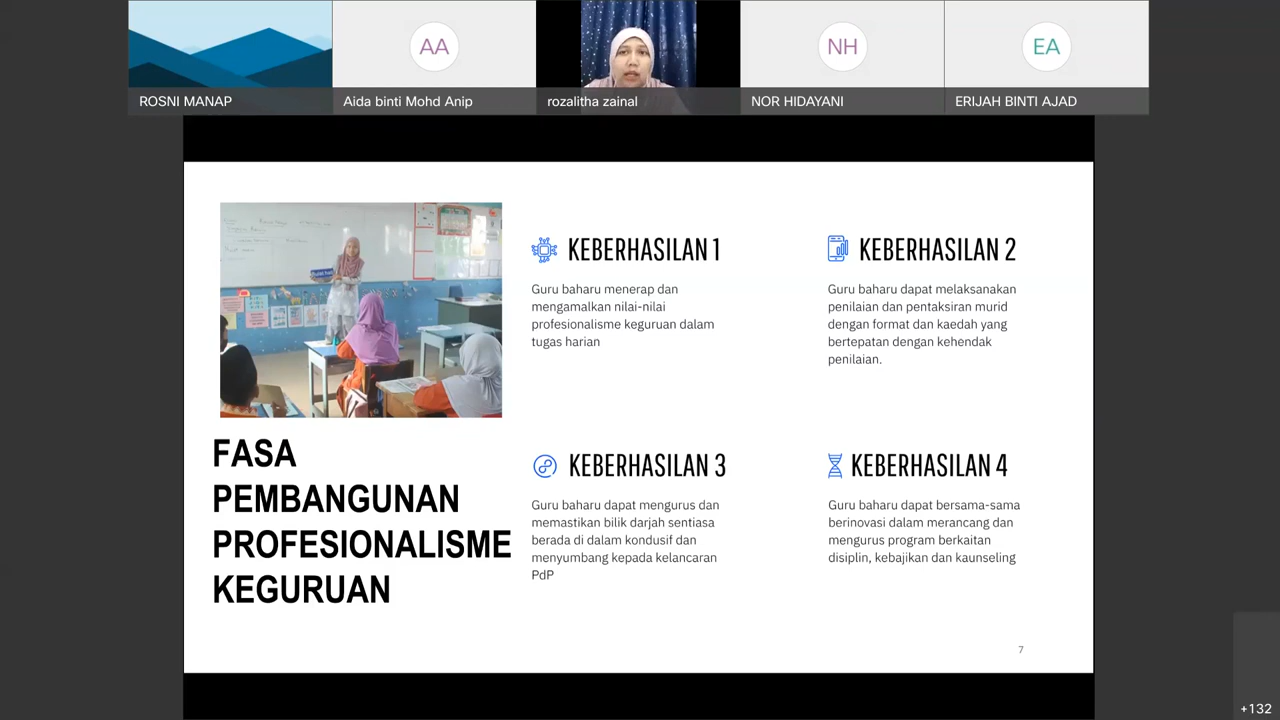 ROSNI MANAP
AA
Aida binti Mohd Anip
rozalitha zainal
NH
NOR HIDAYANI
EA
ERIJAH BINTI AJAD
FASA
PEMBANGUNAN
PROFESIONALISME
KEGURUAN
KEBERHASILAN 1
Guru baharu menerap dan
mengamalkan nilai-nilai
profesionalisme keguruan dalam
tugas harian
KEBERHASILAN 2
Guru baharu dapat melaksanakan
penilaian dan pentaksiran murid
dengan format dan kaedah yang
bertepatan dengan kehendak
penilaian.
KEBERHASILAN 3
Guru baharu dapat mengurus dan
memastikan bilik darjah sentiasa
berada di dalam kondusif dan
menyumbang kepada kelancaran
PdP
KEBERHASILAN 4
Guru baharu dapat bersama-sama
berinovasi dalam merancang dan
mengurus program berkaitan
disiplin, kebajikan dan kaunseling
7
+132